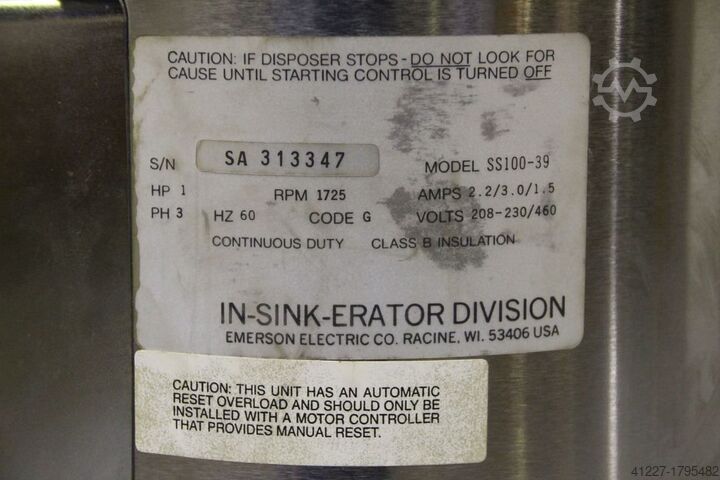 CAUTION: IF DISPOSER STOPS - DO NOT LOOK FOR
CAUSE UNTIL STARTING CONTROL IS TURNED OFF
S/N SA 313347 MODEL SS100-39
HP 1 RPM 1725 AMPS 2.2/3.0/1.5
PH 3 HZ 60 CODE G VOLTS 208-230/460
CONTINUOUS DUTY CLASS B INSULATION
IN-SINK-ERATOR DIVISION
EMERSON ELECTRIC CO. RACINE, WI. 53406 USA
CAUTION: THIS UNIT HAS AN AUTOMATIC
RESET OVERLOAD AND SHOULD ONLY BE
INSTALLED WITH A MOTOR CONTROLLER
THAT PROVIDES MANUAL RESET.
41227-1795482